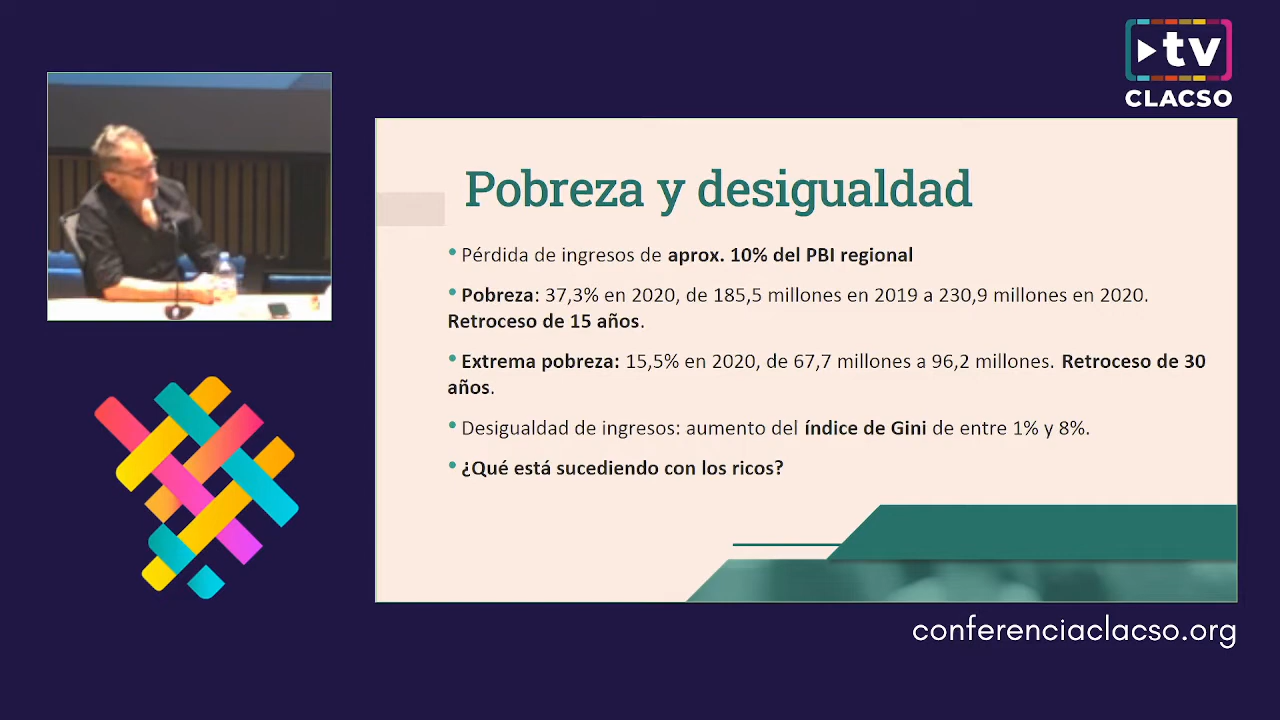 tv
CLACSO
Pobreza y desigualdad
• Pérdida de ingresos de aprox. 10% del PBI regional
• Pobreza: 37,3% en 2020, de 185,5 millones en 2019 a 230,9 millones en 2020.
Retroceso de 15 años.
• Extrema pobreza: 15,5% en 2020, de 67,7 millones a 96,2 millones. Retroceso de 30
años.
• Desigualdad de ingresos: aumento del índice de Gini de entre 1% y 8%.
• ¿Qué está sucediendo con los ricos?
conferenciaclacso.org